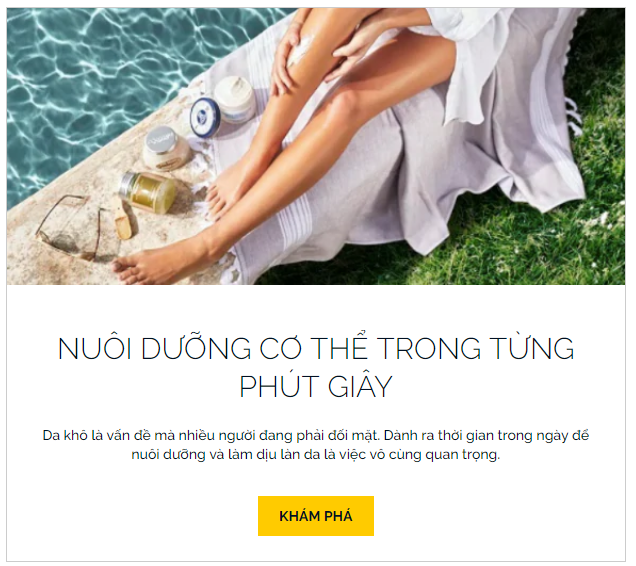 NUÔI DƯỠNG CƠ THỂ TRONG TỪNG
PHÚT GIÂY
Da khô là vấn đề mà nhiều người đang phải đối mặt. Dành ra thời gian trong ngày để
nuôi dưỡng và làm dịu làn da là việc vô cùng quan trọng.
KHÁM PHÁ